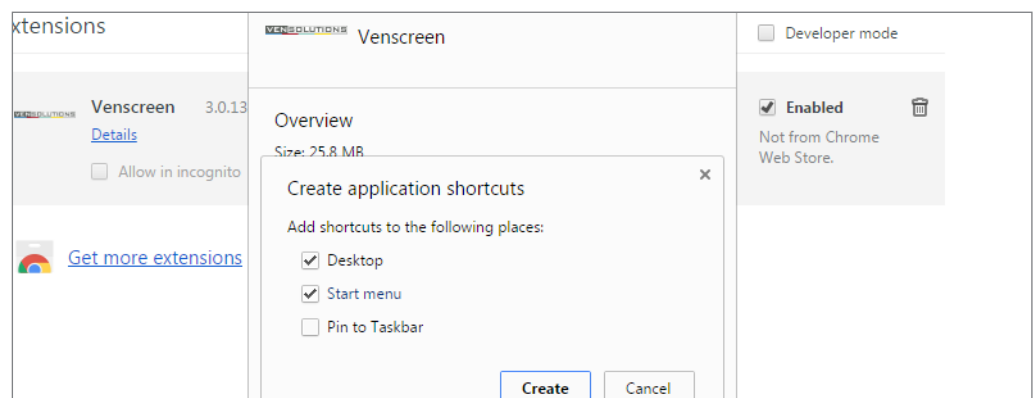 xtensions
VENSOLUTIONS Venscreen
Developer mode
VENSOLUTIONS Venscreen 3.0.13
Details
Allow in incognito
Get more extensions
Overview
Size: 25.8 MB
Create application shortcuts ×
Add shortcuts to the following places:
Desktop
Start menu
Pin to Taskbar
Create Cancel
Enabled
Not from Chrome
Web Store.